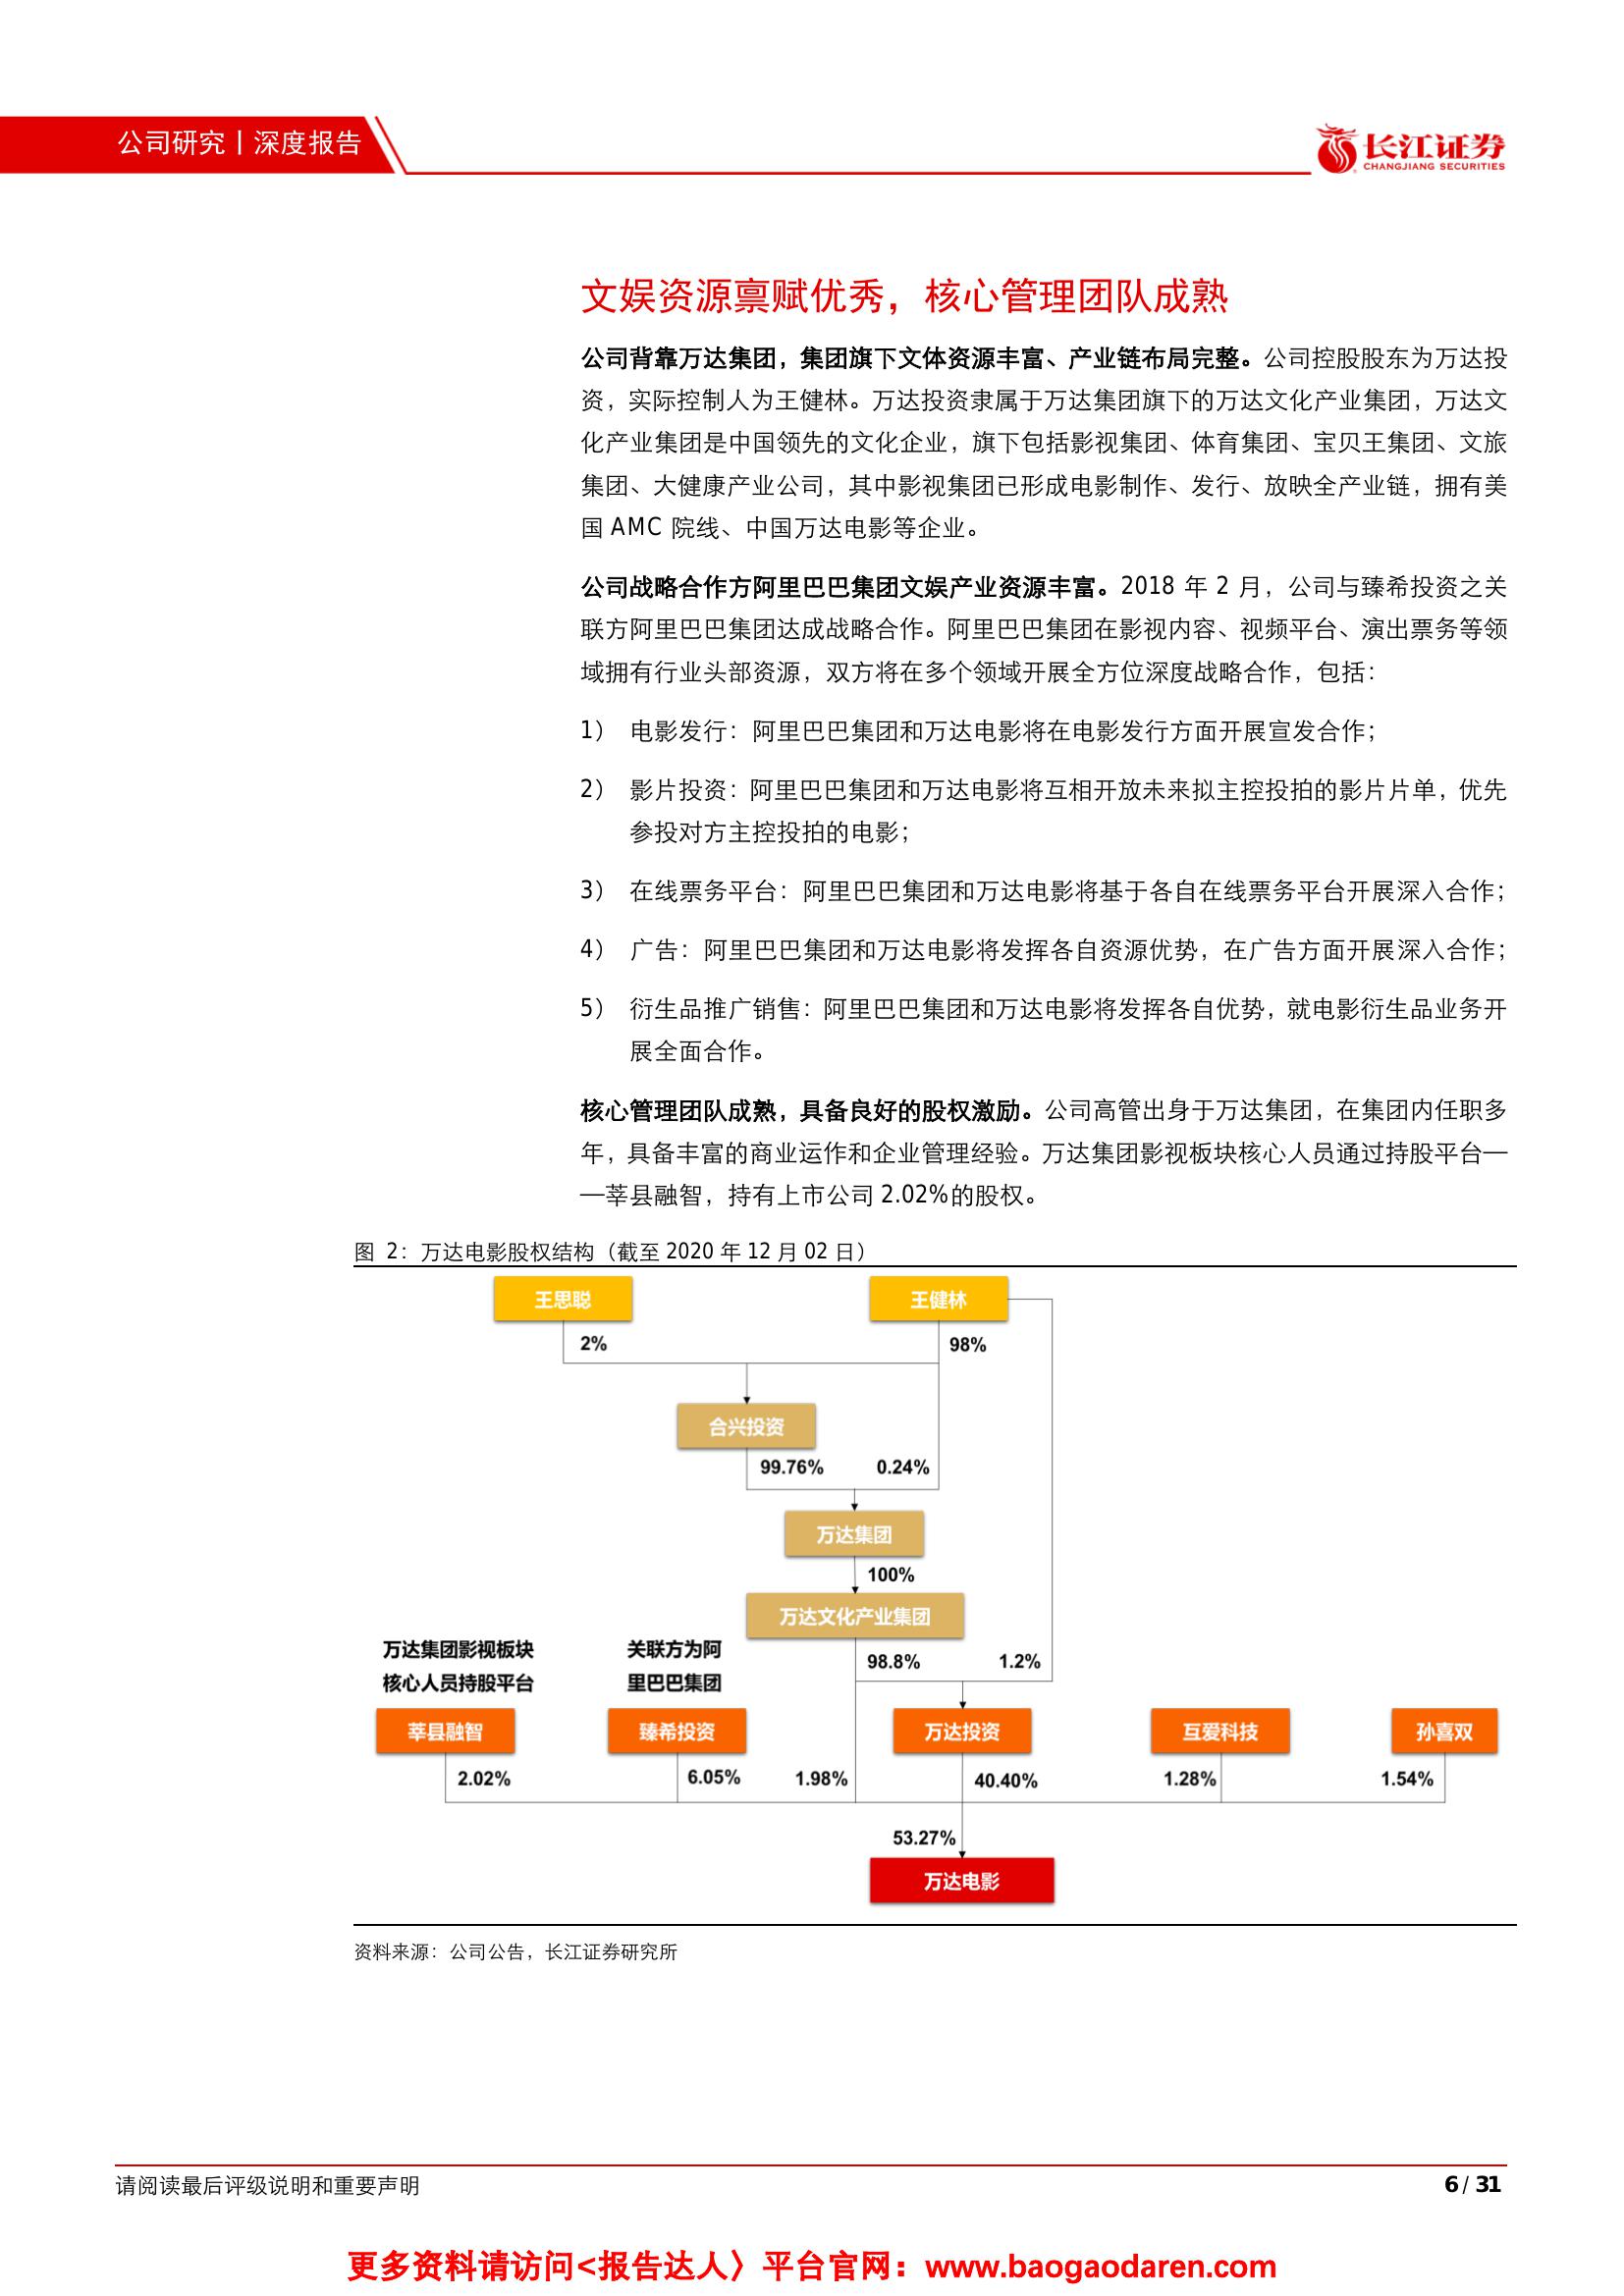 公司研究丨深度报告
长江证券
CHANGJIANG SECURITIES
文娱资源禀赋优秀，核心管理团队成熟
公司背靠万达集团，集团旗下文体资源丰富、产业链布局完整。公司控股股东为万达投
资，实际控制人为王健林。万达投资隶属于万达集团旗下的万达文化产业集团，万达文
化产业集团是中国领先的文化企业，旗下包括影视集团、体育集团、宝贝王集团、文旅
集团、大健康产业公司，其中影视集团已形成电影制作、发行、放映全产业链，拥有美
国 AMC 院线、中国万达电影等企业。
公司战略合作方阿里巴巴集团文娱产业资源丰富。2018 年 2 月，公司与臻希投资之关
联方阿里巴巴集团达成战略合作。阿里巴巴集团在影视内容、视频平台、演出票务等领
域拥有行业头部资源，双方将在多个领域开展全方位深度战略合作，包括：
1） 电影发行：阿里巴巴集团和万达电影将在电影发行方面开展宣发合作；
2） 影片投资：阿里巴巴集团和万达电影将互相开放未来拟主控投拍的影片片单，优先
参投对方主控投拍的电影；
3） 在线票务平台：阿里巴巴集团和万达电影将基于各自在线票务平台开展深入合作；
4） 广告：阿里巴巴集团和万达电影将发挥各自资源优势，在广告方面开展深入合作；
5） 衍生品推广销售：阿里巴巴集团和万达电影将发挥各自优势，就电影衍生品业务开
展全面合作。
核心管理团队成熟，具备良好的股权激励。公司高管出身于万达集团，在集团内任职多
年，具备丰富的商业运作和企业管理经验。万达集团影视板块核心人员通过持股平台—
—莘县融智，持有上市公司 2.02%的股权。
图 2：万达电影股权结构（截至 2020 年 12 月 02 日）
王思聪 王健林
2% 98%
合兴投资
99.76% 0.24%
万达集团
100%
万达文化产业集团
98.8% 1.2%
万达集团影视板块 关联方为阿
核心人员持股平台 里巴巴集团
莘县融智 臻希投资 万达投资 互爱科技 孙喜双
2.02% 6.05% 1.98% 40.40% 1.28% 1.54%
53.27%
万达电影
资料来源：公司公告，长江证券研究所
请阅读最后评级说明和重要声明 6 / 31
更多资料请访问<报告达人〉平台官网：www.baogaodaren.com